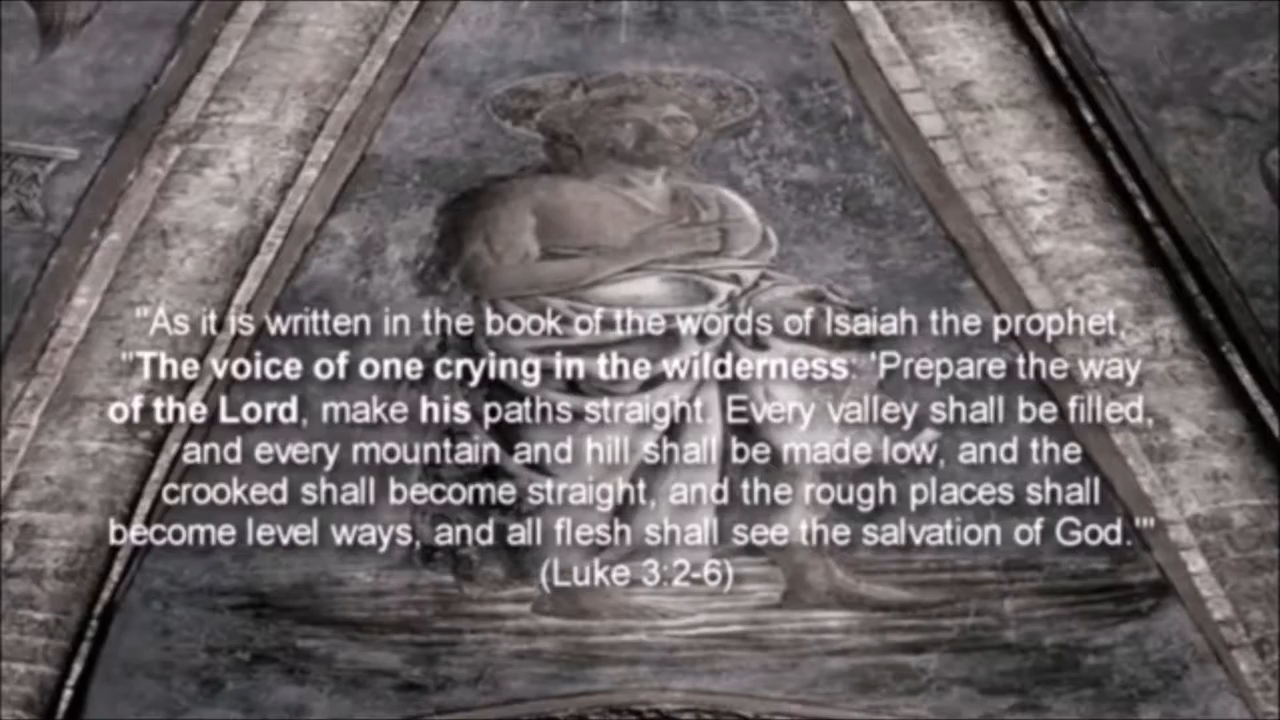 "As it is written in the book of the words of Isaiah the prophet,
"The voice of one crying in the wilderness: 'Prepare the way
of the Lord, make his paths straight. Every valley shall be filled,
and every mountain and hill shall be made low, and the
crooked shall become straight, and the rough places shall
become level ways, and all flesh shall see the salvation of God.'"
(Luke 3:2-6)